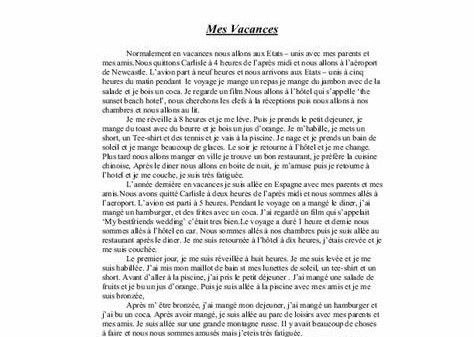 Mes Vacances
Normalement en vacances nous allons aux Etats – unis avec mes parents et
mes amis.Nous quittons Carlisle à 4 heures de l'après midi et nous allons à l'aéroport
de Newcastle. L'avion part à neuf heures et nous arrivons aux Etats – unis à cinq
heures du matin pendant le voyage je mange un repas je mange du jambon avec de la
salade et je bois un coca. Je regarde un film.Nous allons à l'hôtel qui s'appelle 'the
sunset beach hotel', nous cherchons les clefs à la réceptions puis nous allons à nos
chambres et nous allons au lit.
Je me réveille à 8 heures et je me lève. Puis je prends le petit dejeuner, je
mange du toast avec du beurre et je bois un jus d'orange. Je m'habille, je mets un
short, un Tee-shirt et des tennis et je vais à la piscine. Je nage et je prends un bain de
soleil et je mange beaucoup de glaces. Le soir je retourne à l'hôtel et je me change.
Plus tard nous allons manger en ville je trouve un bon restaurant, je préfère la cuisine
chinoise, Après le diner nous allons en boite de nuit, je m'amuse puis je retourne à
l'hotel et je me couche, je suis très fatiguée.
L'année dernière en vacances je suis allée en Espagne avec mes parents et mes
amis.Nous avons quitté Carlisle à deux heures de l'après midi et nous sommes allés à
l'aeroport. L'avion est parti à 5 heures. Pendant le voyage on a mangé le diner, j'ai
mangé un hamburger, et des frites avec un coca. J'ai regardé un film qui s'appelait
'My bestfriends wedding' c'était très bien.Le voyage a duré 1 heure et demie nous
sommes allés à l'hôtel en car. Nous sommes allés à nos chambres puis je suis allée au
restaurant après le diner. Je me suis retournée à l'hôtel à dix heures, j'étais crevée et je
me suis couchée.
Le premier jour, je me suis réveillée à huit heures. Je me suis levée et je me
suis habillée. J'ai mis mon maillot de bain st mes lunettes de soleil, un tee-shirt et un
short. Avant d'aller à la piscine, j'ai pris le petit déjeuner . J'ai mangé une salade de
fruits et je bu un jus d'orange. Puis je suis allée à la piscine avec mes amis et je me
suis bronzée,
Après m' être bronzée, j'ai mangé mon dejeuner, j'ai mangé un hamburger et
j'ai bu un coca. Après avoir mangé, je suis allée au parc de loisirs avec mes parents et
mes amis. Je suis allée sur une grande montagne russe. Il y avait beaucoup de choses
à faire et nous nous sommes amusés mais j'eteis très fatiguée.